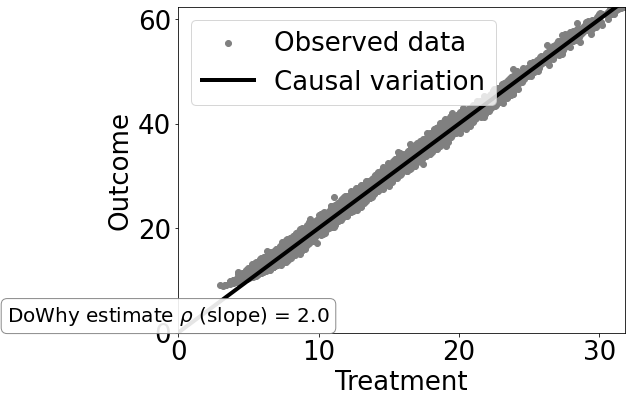 60
Observed data
Causal variation
40
Outcome
20
DoWhy estimate ρ (slope) = 2.0
0
0 10 20 30
Treatment